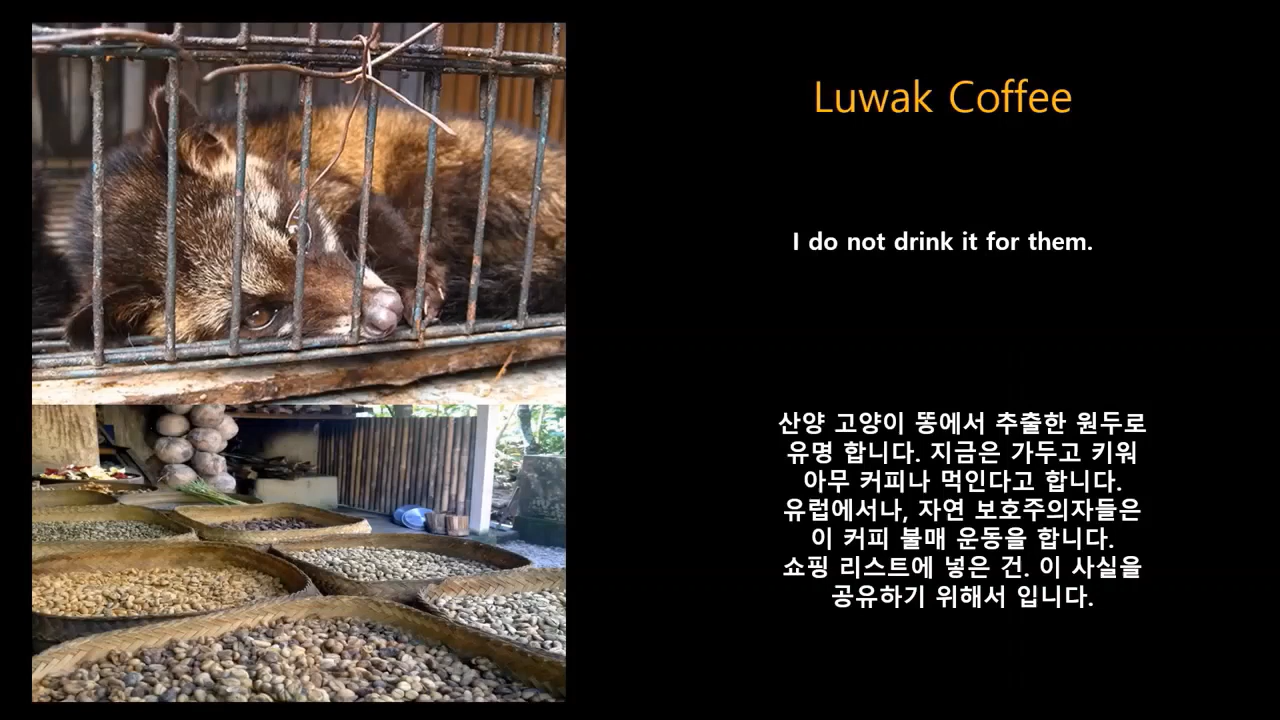 Luwak Coffee
I do not drink it for them.
산양 고양이 똥에서 추출한 원두로
유명 합니다. 지금은 가두고 키워
아무 커피나 먹인다고 합니다.
유럽에서나, 자연 보호주의자들은
이 커피 불매 운동을 합니다.
쇼핑 리스트에 넣은 건. 이 사실을
공유하기 위해서 입니다.